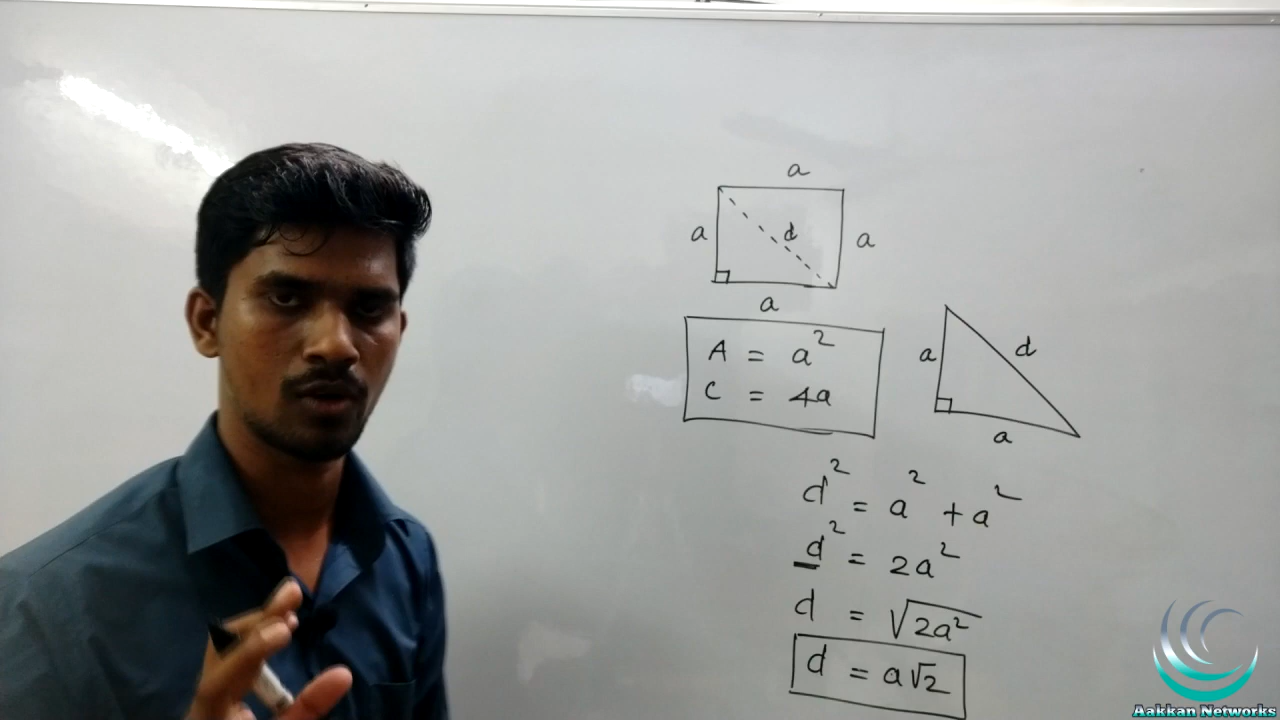 a
a
d
a
a
A = a²
C = 4a
a
d
a
d² = a² + a²
d² = 2a²
d = √2a²
d = a√2
Aakkan Networks